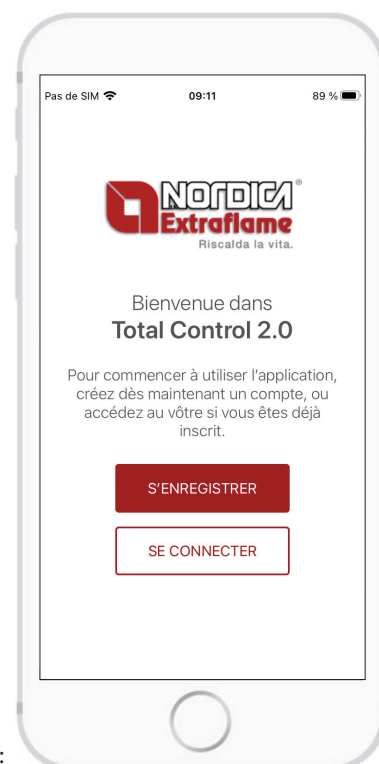 Pas de SIM 09:11 89 %
LA NORDICA ®
Extraflame
Riscalda la vita.
Bienvenue dans
Total Control 2.0
Pour commencer à utiliser l’application,
créez dès maintenant un compte, ou
accédez au vôtre si vous êtes déjà
inscrit.
S’ENREGISTRER
SE CONNECTER
: